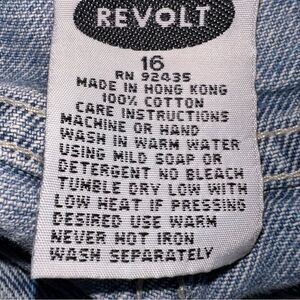 REVOLT
16
RN 92435
MADE IN HONG KONG
100% COTTON
CARE INSTRUCTIONS
MACHINE OR HAND
WASH IN WARM WATER
USING MILD SOAP OR
DETERGENT NO BLEACH
TUMBLE DRY LOW WITH
LOW HEAT IF PRESSING
DESIRED USE WARM
NEVER HOT IRON
WASH SEPARATELY